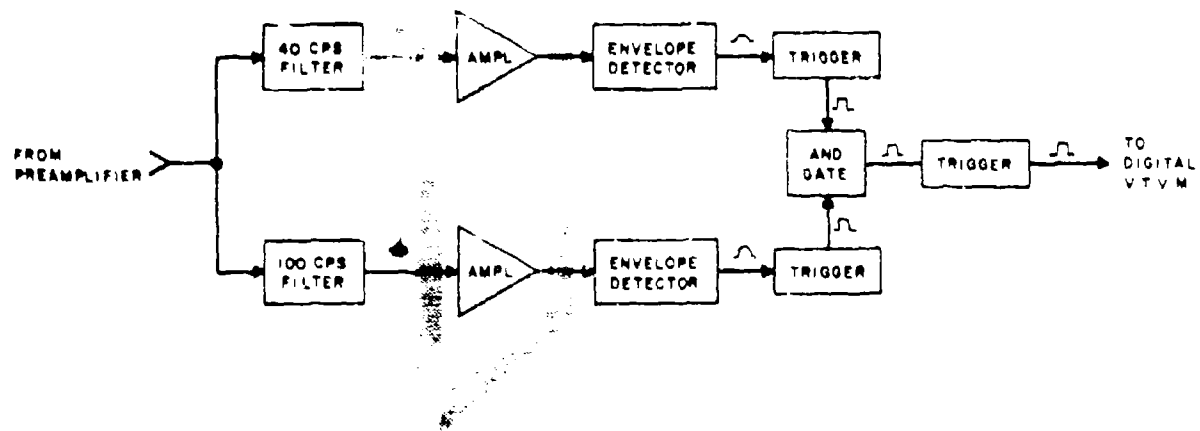 40 CPS
FILTER
AMPL
ENVELOPE
DETECTOR
TRIGGER
FROM
PREAMPLIFIER
AND
GATE
TRIGGER
TO
DIGITAL
V T V M
100 CPS
FILTER
AMPL
ENVELOPE
DETECTOR
TRIGGER